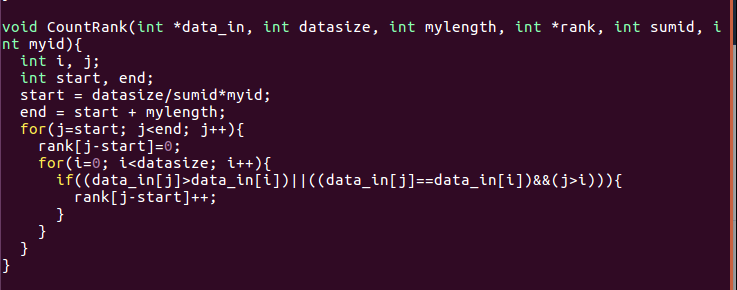 void CountRank(int *data_in, int datasize, int mylength, int *rank, int sumid, i
nt myid){
  int i, j;
  int start, end;
  start = datasize/sumid*myid;
  end = start + mylength;
  for(j=start; j<end; j++){
    rank[j-start]=0;
    for(i=0; i<datasize; i++){
      if((data_in[j]>data_in[i])||((data_in[j]==data_in[i])&&(j>i))){
        rank[j-start]++;
      }
    }
  }
}